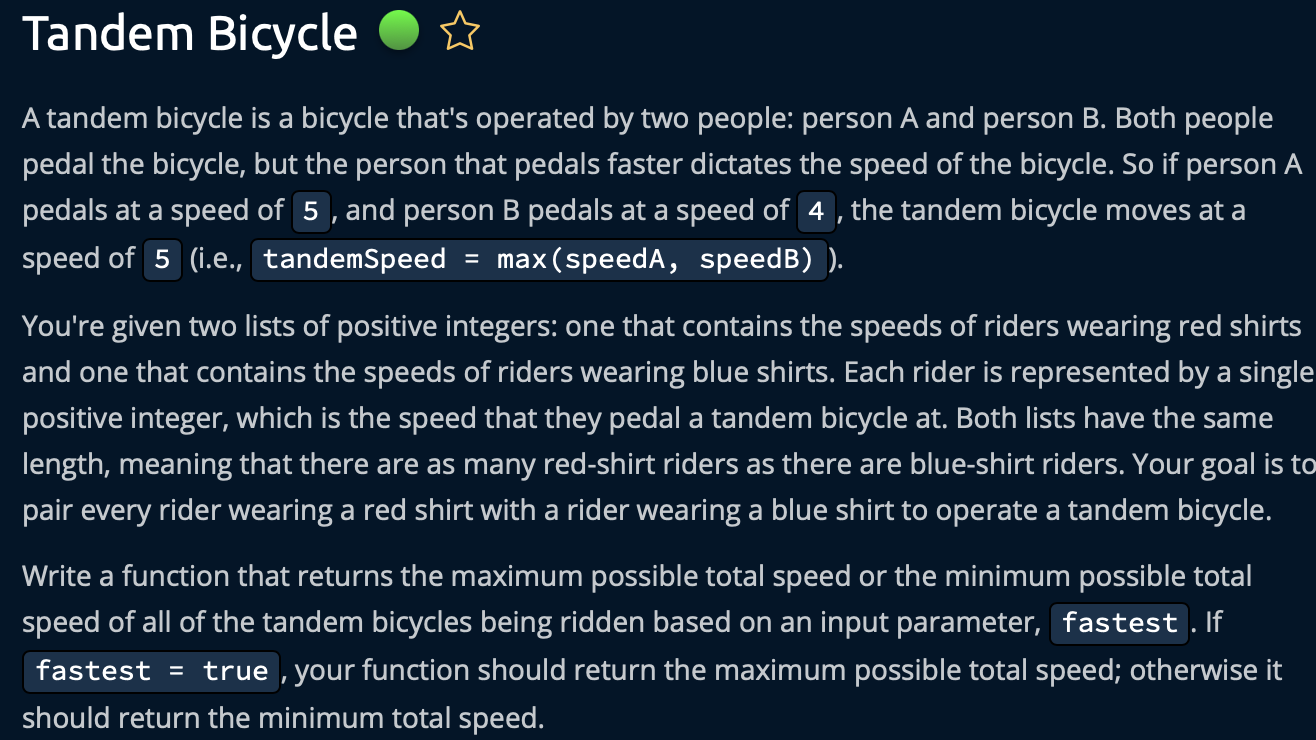 Tandem Bicycle
A tandem bicycle is a bicycle that's operated by two people: person A and person B. Both people
pedal the bicycle, but the person that pedals faster dictates the speed of the bicycle. So if person A
pedals at a speed of 5, and person B pedals at a speed of 4, the tandem bicycle moves at a
speed of 5 (i.e., tandemSpeed = max(speedA, speedB)).
You're given two lists of positive integers: one that contains the speeds of riders wearing red shirts
and one that contains the speeds of riders wearing blue shirts. Each rider is represented by a single
positive integer, which is the speed that they pedal a tandem bicycle at. Both lists have the same
length, meaning that there are as many red-shirt riders as there are blue-shirt riders. Your goal is to
pair every rider wearing a red shirt with a rider wearing a blue shirt to operate a tandem bicycle.
Write a function that returns the maximum possible total speed or the minimum possible total
speed of all of the tandem bicycles being ridden based on an input parameter, fastest. If
fastest = true, your function should return the maximum possible total speed; otherwise it
should return the minimum total speed.